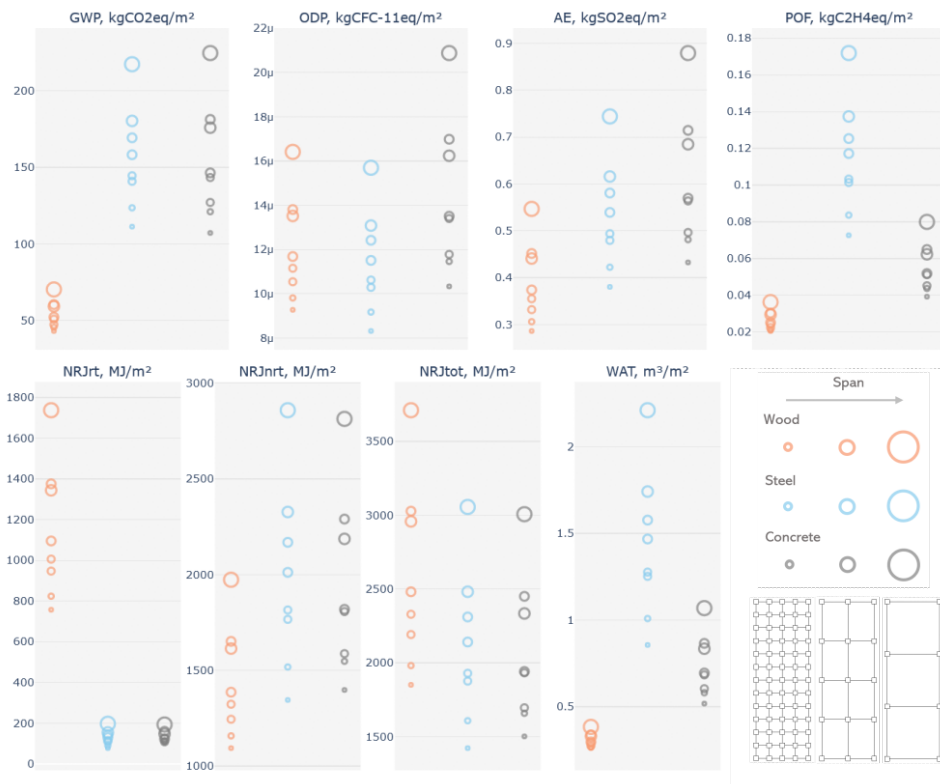 GWP, kgCO2eq/m²
200
150
100
50
ODP, kgCFC-11eq/m²
22µ
20µ
18µ
16µ
14µ
12µ
10µ
8µ
AE, kgSO2eq/m²
0.9
0.8
0.7
0.6
0.5
0.4
0.3
POF, kgC2H4eq/m²
0.18
0.16
0.14
0.12
0.1
0.08
0.06
0.04
0.02
NRJrt, MJ/m²
1800
1600
1400
1200
1000
800
600
400
200
0
NRJnrt, MJ/m²
3000
2500
2000
1500
1000
NRJtot, MJ/m²
3500
3000
2500
2000
1500
WAT, m³/m²
2
1.5
1
0.5
Span
Wood
Steel
Concrete